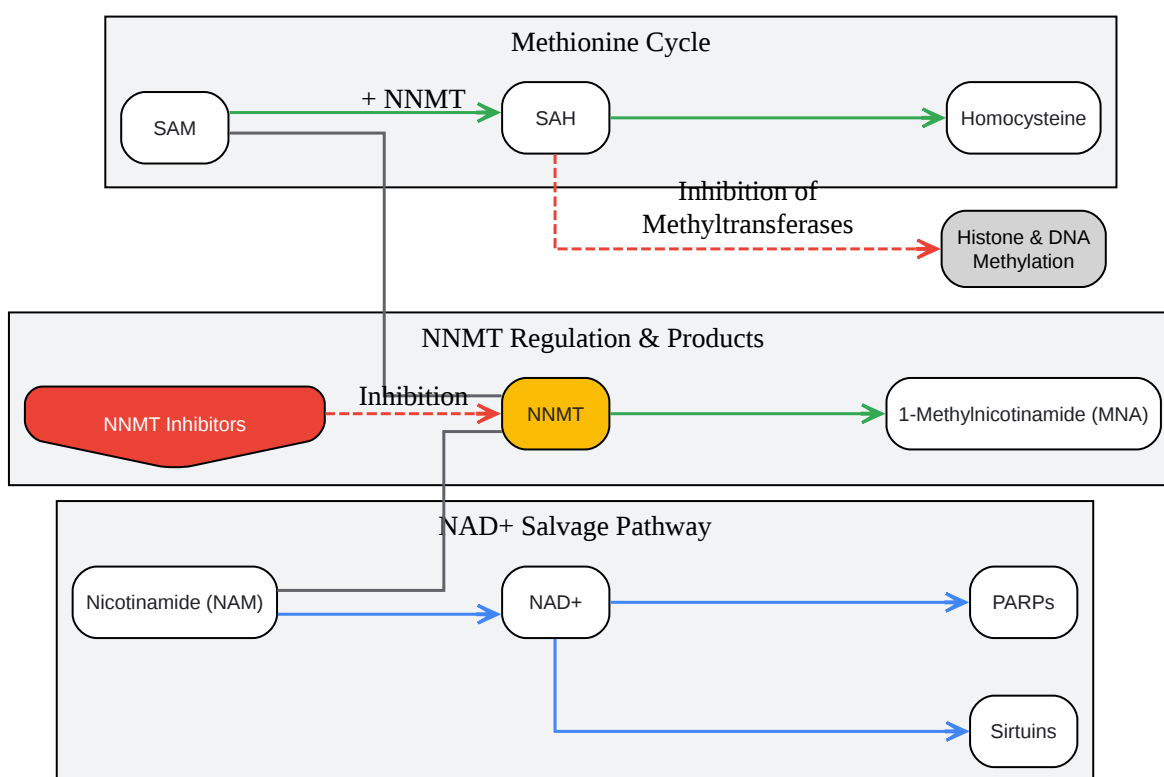 Methionine Cycle
+ NNMT
SAM
SAH
Homocysteine
Inhibition of
Methyltransferases
Histone & DNA
Methylation
NNMT Regulation & Products
Inhibition
NNMT Inhibitors
NNMT
1-Methylnicotinamide (MNA)
NAD+ Salvage Pathway
Nicotinamide (NAM)
NAD+
PARPs
Sirtuins